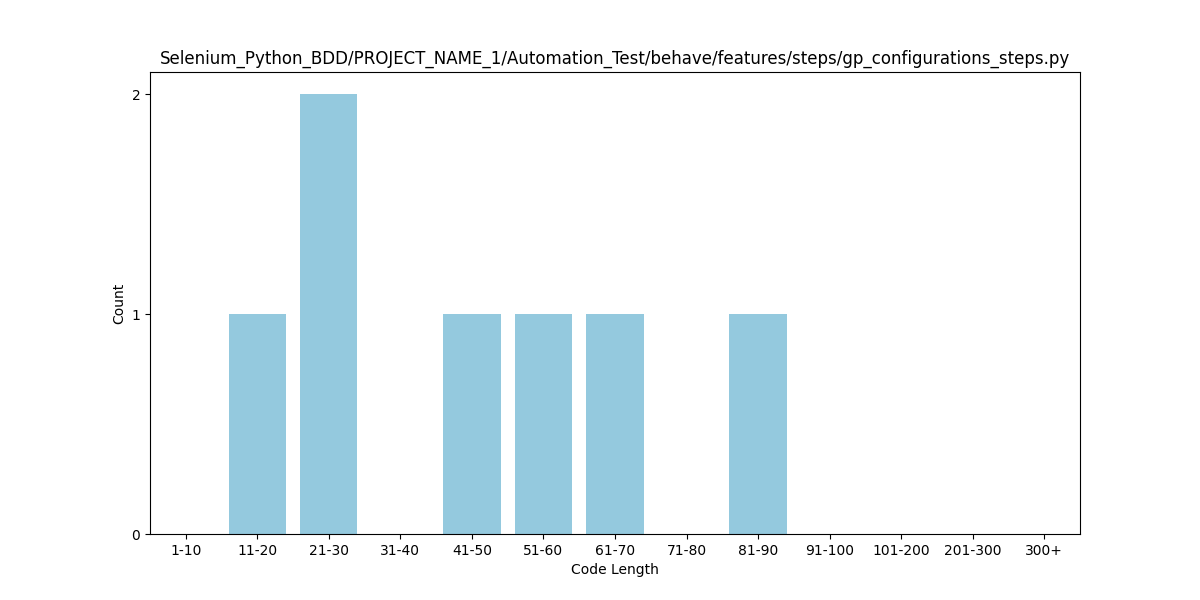 Selenium_Python_BDD/PROJECT_NAME_1/Automation_Test/behave/features/steps/gp_configurations_steps.py
2
1
0
Count
1-10 11-20 21-30 31-40 41-50 51-60 61-70 71-80 81-90 91-100 101-200 201-300 300+
Code Length